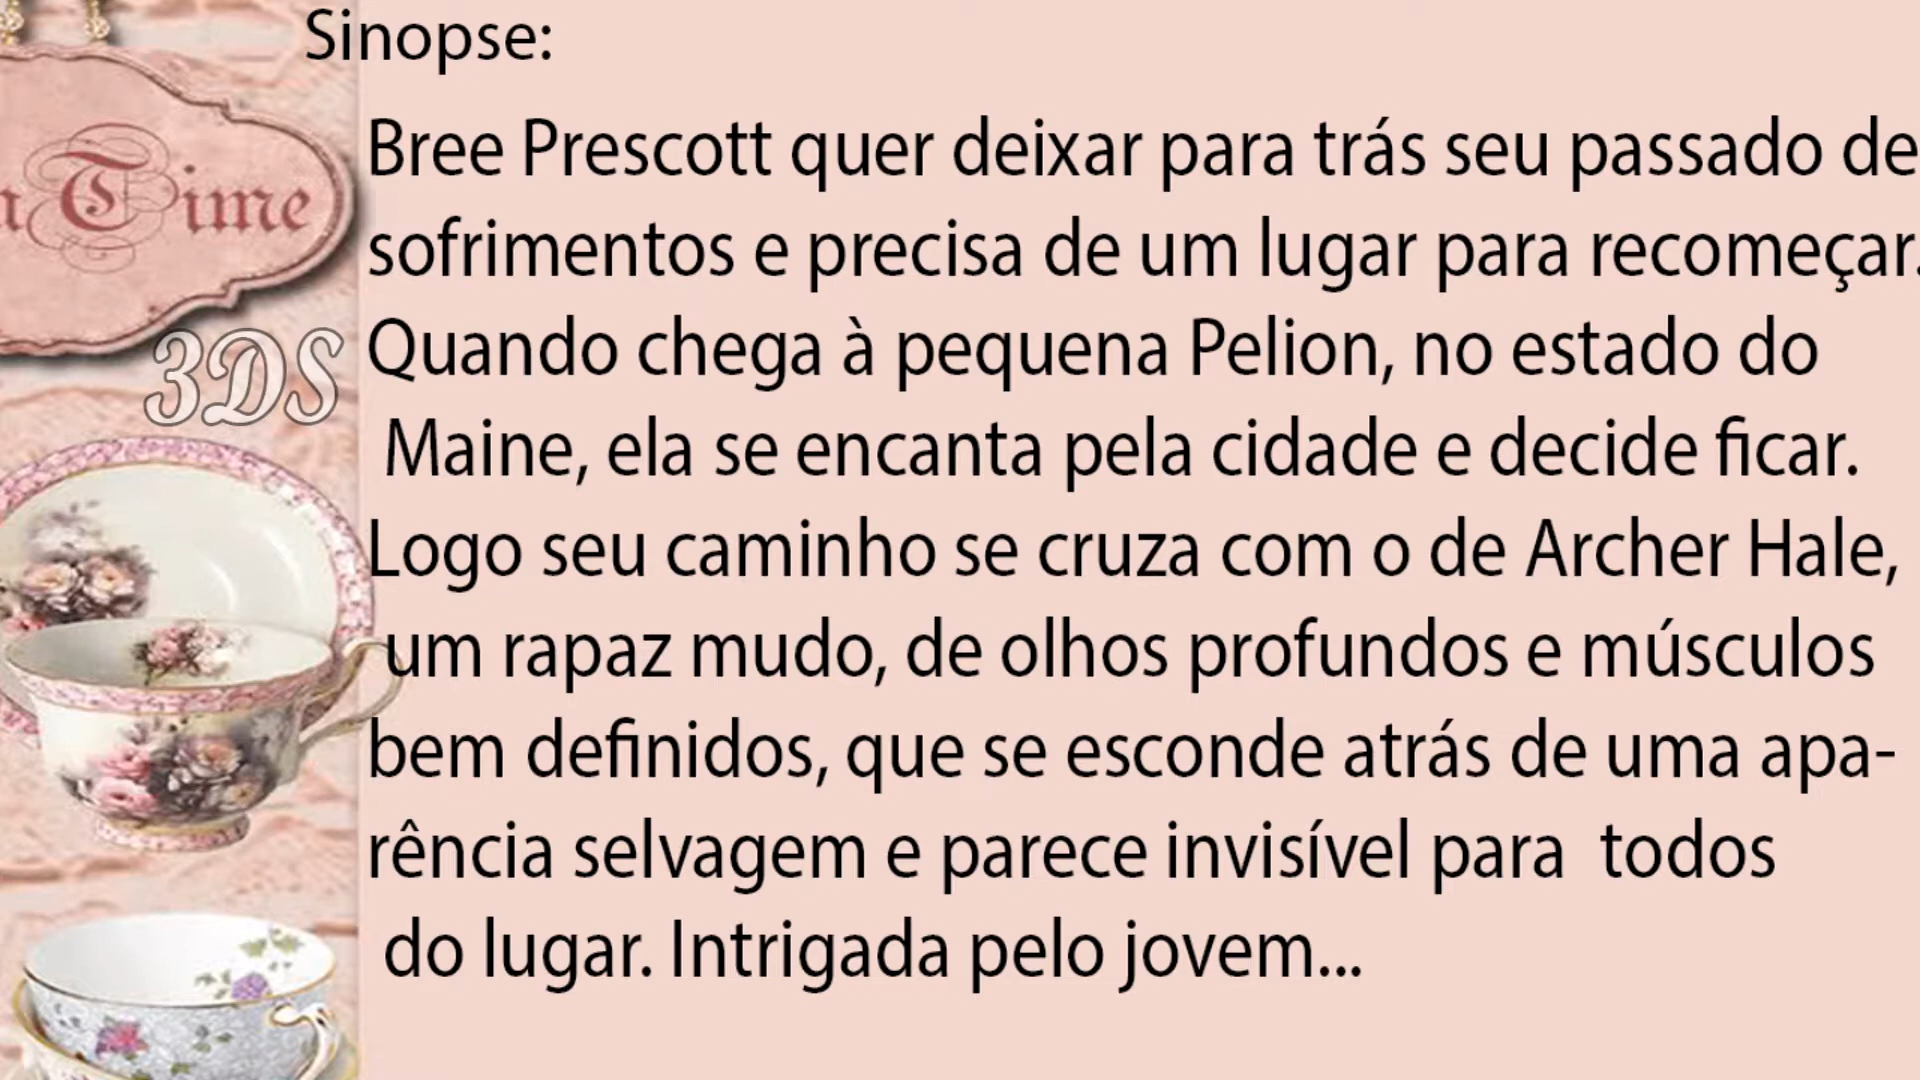 Sinopse:
Bree Prescott quer deixar para trás seu passado de
sofrimentos e precisa de um lugar para recomeçar.
Quando chega à pequena Pelion, no estado do
Maine, ela se encanta pela cidade e decide ficar.
Logo seu caminho se cruza com o de Archer Hale,
um rapaz mudo, de olhos profundos e músculos
bem definidos, que se esconde atrás de uma apa-
rência selvagem e parece invisível para todos
do lugar. Intrigada pelo jovem...
Time
3DS